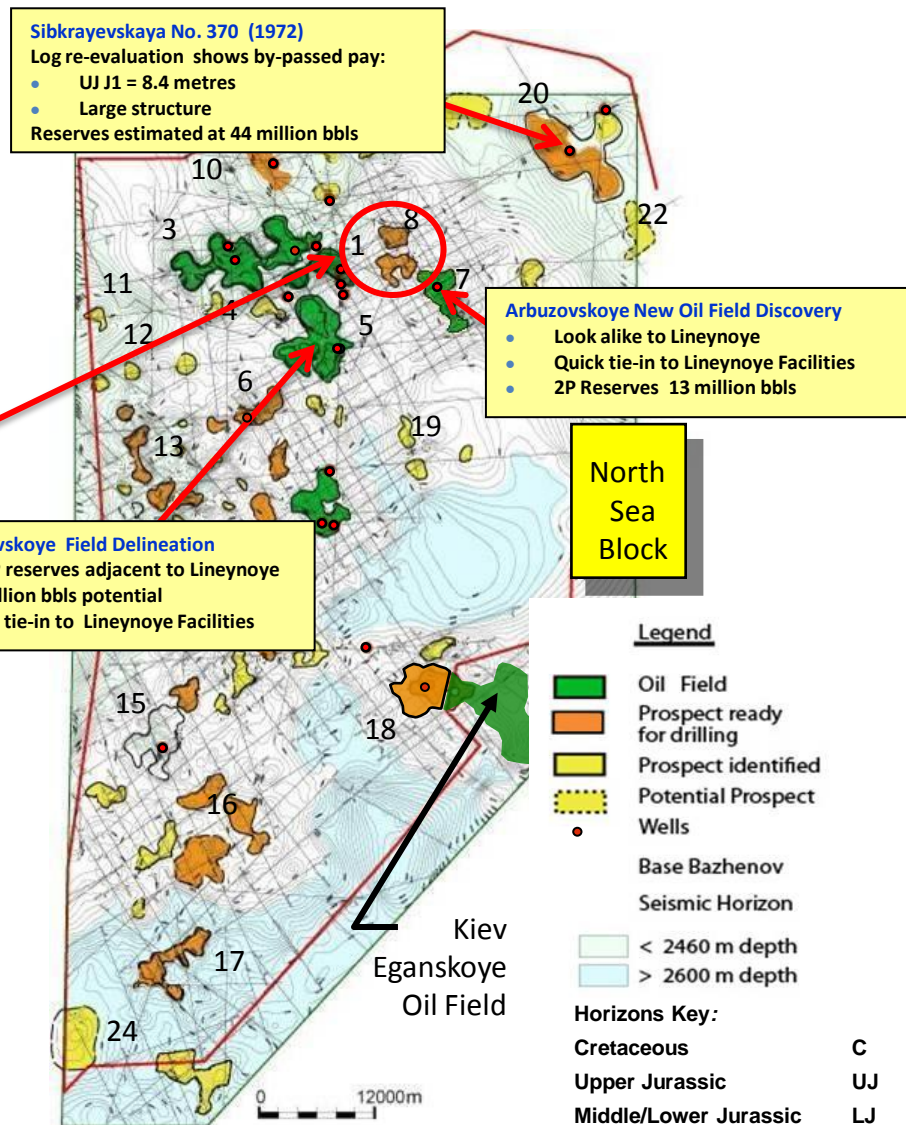 Sibkrayevskaya No. 370 (1972)
Log re-evaluation shows by-passed pay:
• UJ J1 = 8.4 metres
• Large structure
Reserves estimated at 44 million bbls
20
10
22
3
8
1
7
11
4
12
5
Arbuzovskoye New Oil Field Discovery
• Look alike to Lineynoye
• Quick tie-in to Lineynoye Facilities
• 2P Reserves 13 million bbls
6
19
13
North
Sea
Block
vskoye Field Delineation
reserves adjacent to Lineynoye
llion bbls potential
tie-in to Lineynoye Facilities
15
18
16
17
24
Kiev
Eganskoye
Oil Field
Legend
Oil Field
Prospect ready
for drilling
Prospect identified
Potential Prospect
Wells
Base Bazhenov
Seismic Horizon
< 2460 m depth
> 2600 m depth
Horizons Key:
Cretaceous C
Upper Jurassic UJ
Middle/Lower Jurassic LJ
0 12000m